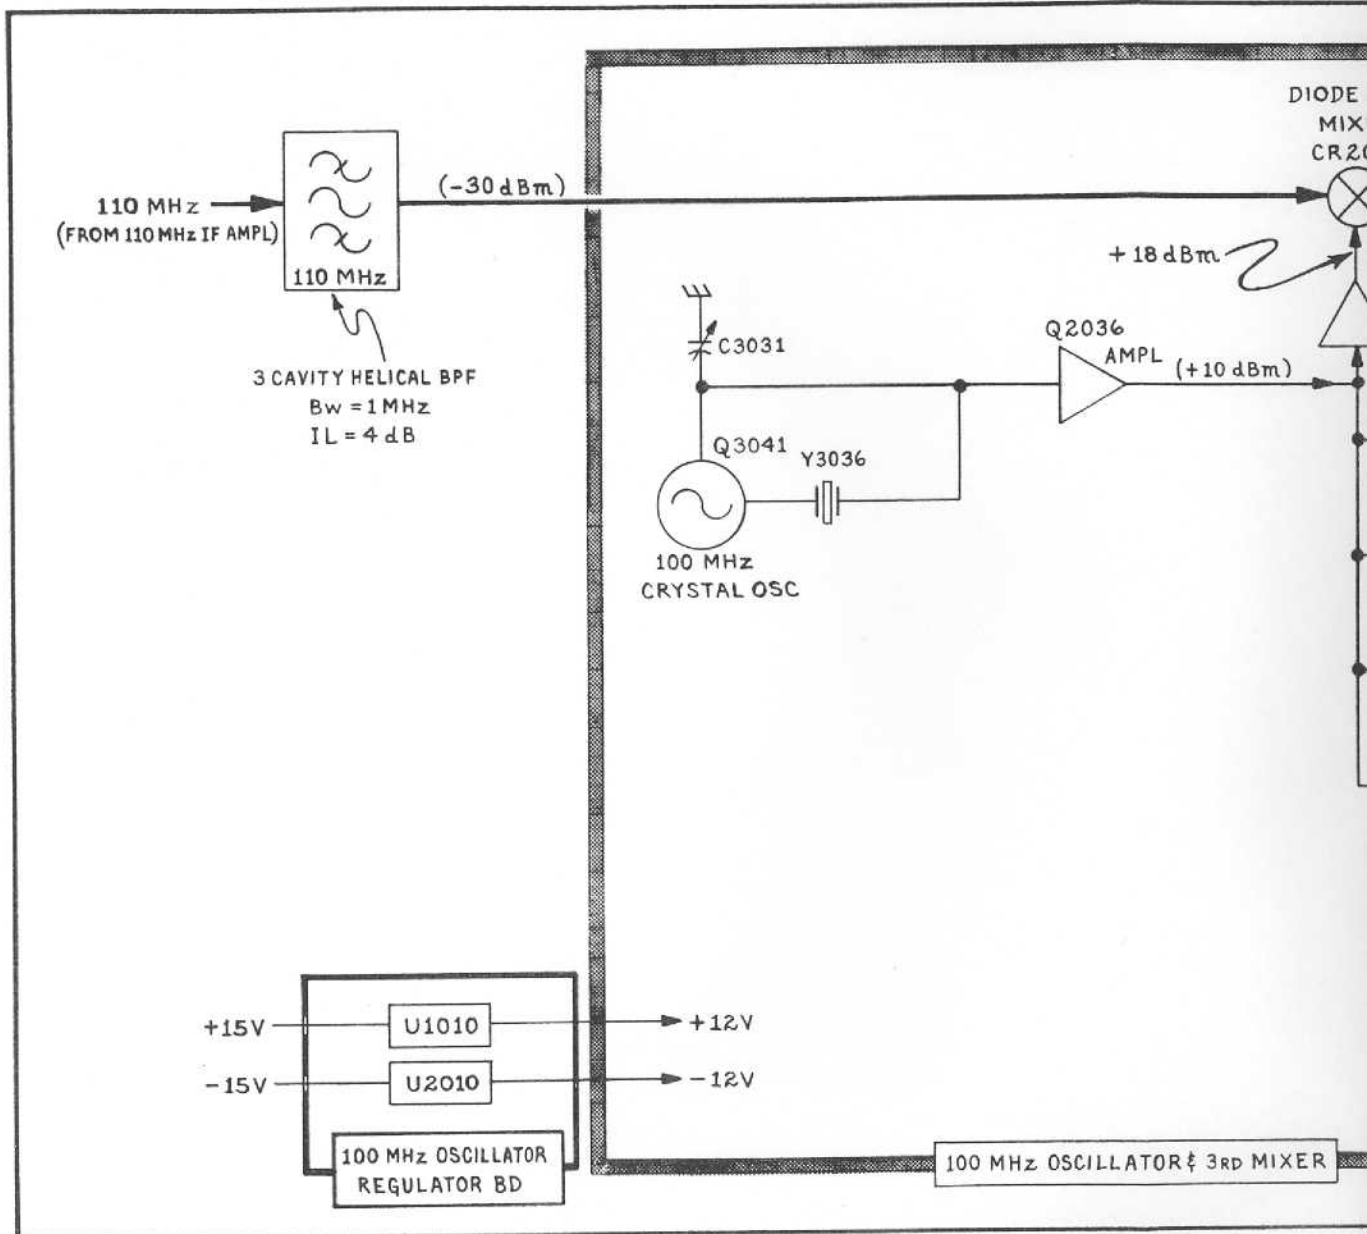 DIODE
110 MHz
(FROM 110 MHz IF AMPL)
110 MHz
(-30 dBm)
+18 dBm
3 CAVITY HELICAL BPF
BW = 1 MHz
IL = 4 dB
C3031
Q2036
AMPL
(+10 dBm)
Q3041
Y3036
100 MHz
CRYSTAL OSC
+15V
U1010
+12V
-15V
U2010
-12V
100 MHz OSCILLATOR
REGULATOR BD
100 MHz OSCILLATOR & 3RD MIXER